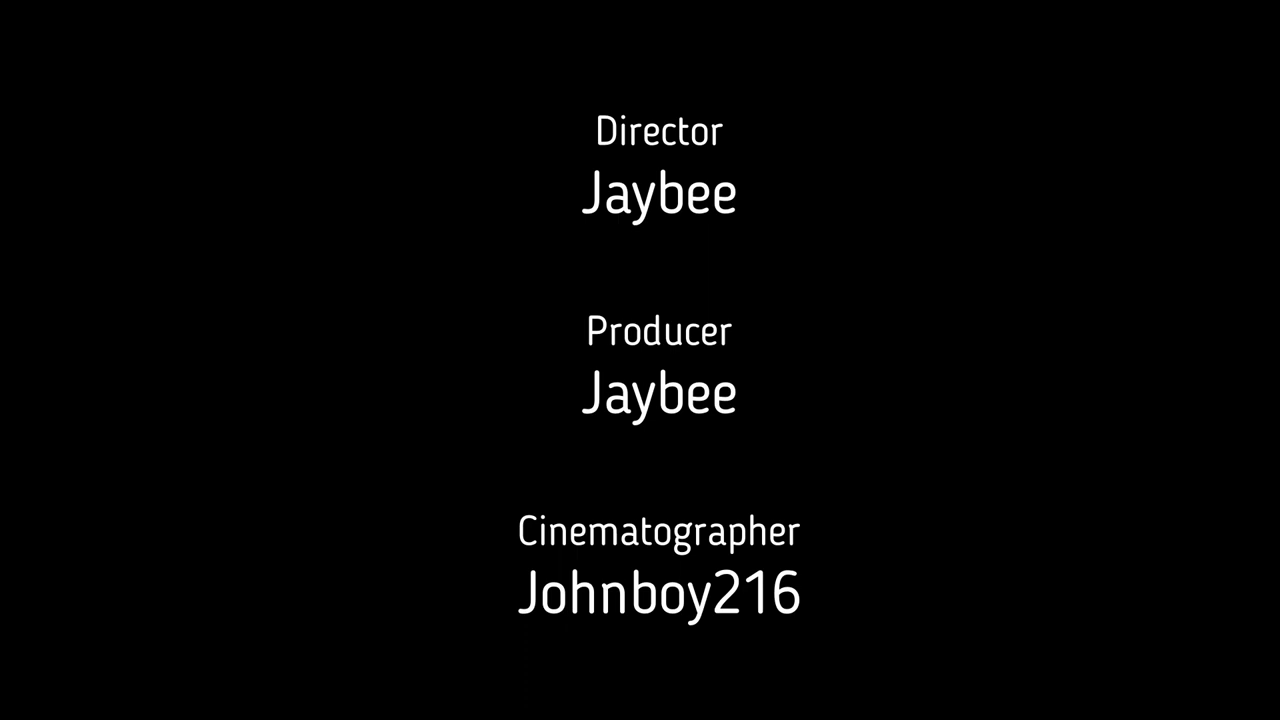 Director
Jaybee
Producer
Jaybee
Cinematographer
Johnboy216